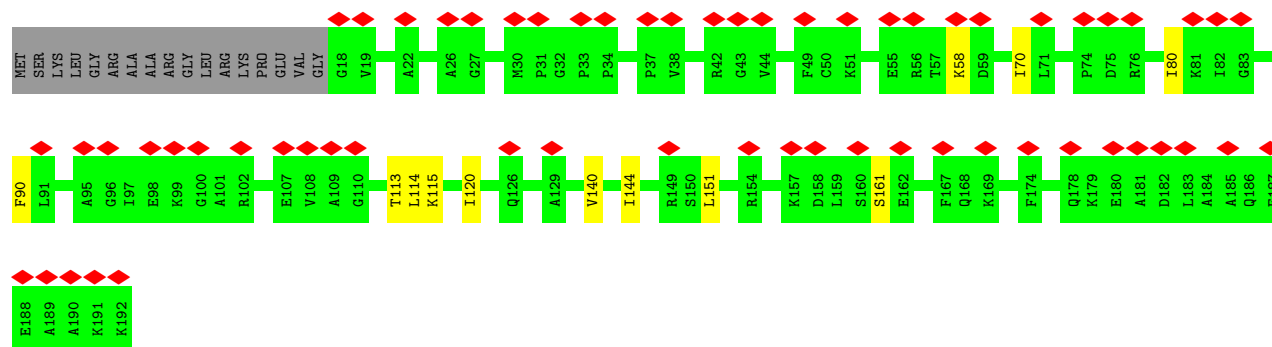 MET SER LYS LEU GLY ARG ALA ALA ARG GLY LEU ARG LYS PRO GLU VAL GLY G18 V19 A22 A26 G27 M30 P31 G32 P33 P34 P37 V38 R42 G43 V44 F49 C50 K51 E55 R56 T57 K58 D59 I70 L71 P74 D75 R76 I80 K81 I82 G83
F90 L91 A95 G96 I97 E98 K99 G100 A101 R102 E107 V108 A109 G110 T113 L114 K115 I120 Q126 A129 V140 I144 R149 S150 L151 R154 K157 D158 L159 S160 S161 E162 F167 Q168 K169 F174 Q178 K179 E180 A181 D182 L183 A184 A185 Q186
E188 A189 A190 K191 K192